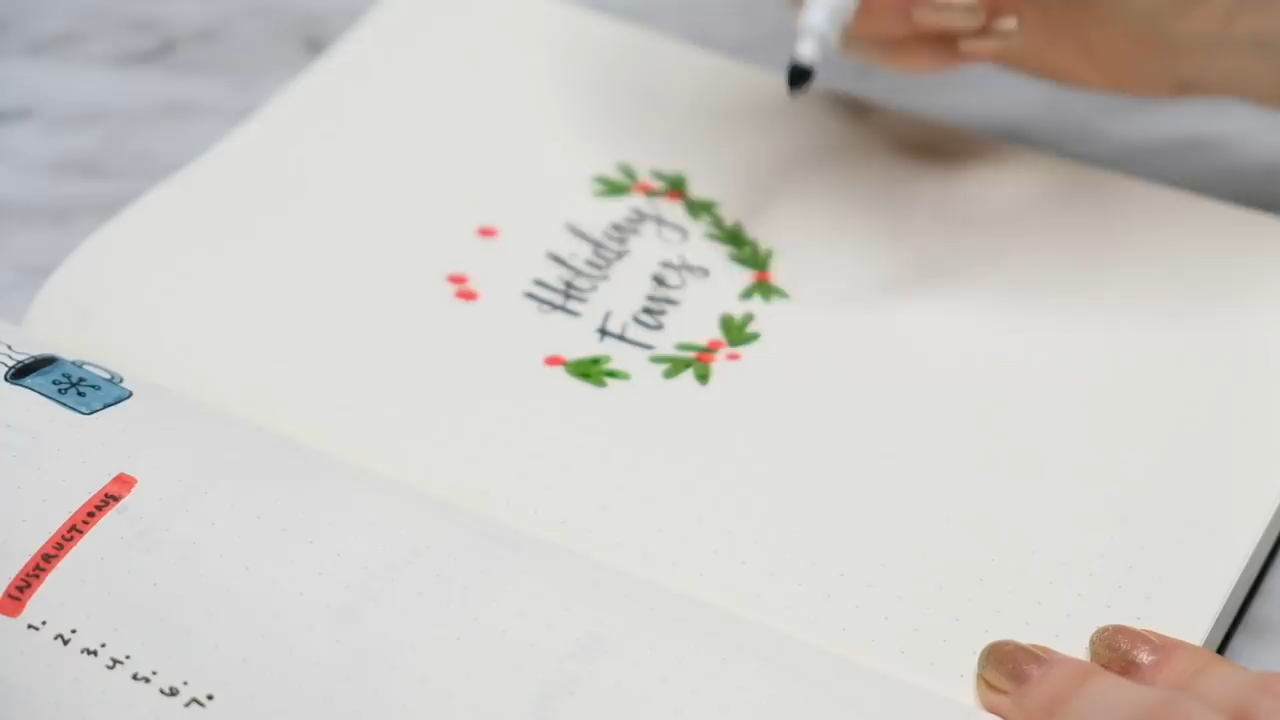 Holiday
Faves
INSTRUCTIONS
1.
2.
3.
4.
5.
6.
7.